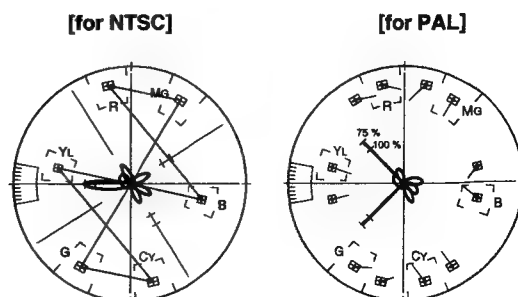 [for NTSC]
[for PAL]
R
MG
YL
B
G
CY
R
MG
75 %
100 %
YL
B
G
CY